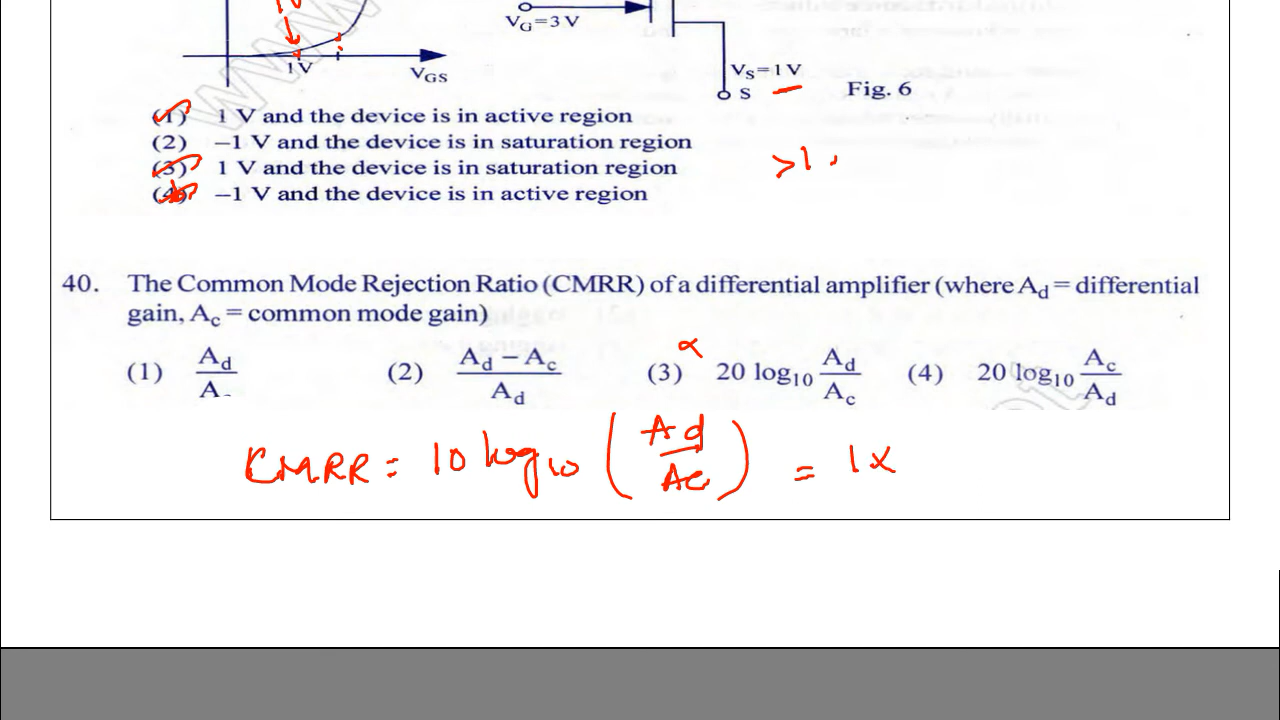 1V
V_GS
V_G=3 V
V_S=1 V
S
Fig. 6
(1) 1 V and the device is in active region
(2) −1 V and the device is in saturation region
(3) 1 V and the device is in saturation region
>1
(4) −1 V and the device is in active region
40. The Common Mode Rejection Ratio (CMRR) of a differential amplifier (where A_d = differential
gain, A_c = common mode gain)
α
(1) A_d / A (2) (A_d − A_c) / A_d (3) 20 log₁₀ A_d / A_c (4) 20 log₁₀ A_c / A_d
CMRR = 10 log₁₀ (Ad / Ac) = 1x